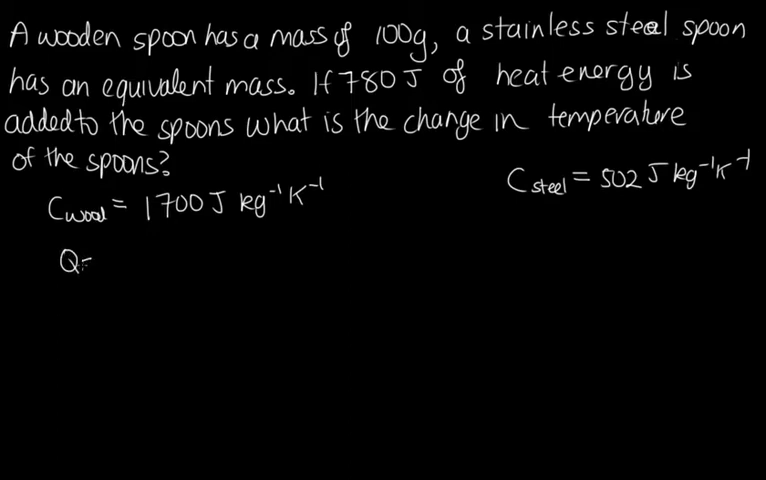 A wooden spoon has a mass of 100g, a stainless steel spoon
has an equivalent mass. If 780 J of heat energy is
added to the spoons what is the change in temperature
of the spoons?
C steel = 502 J kg⁻¹K⁻¹
C wood = 1700 J kg⁻¹K⁻¹
Q=